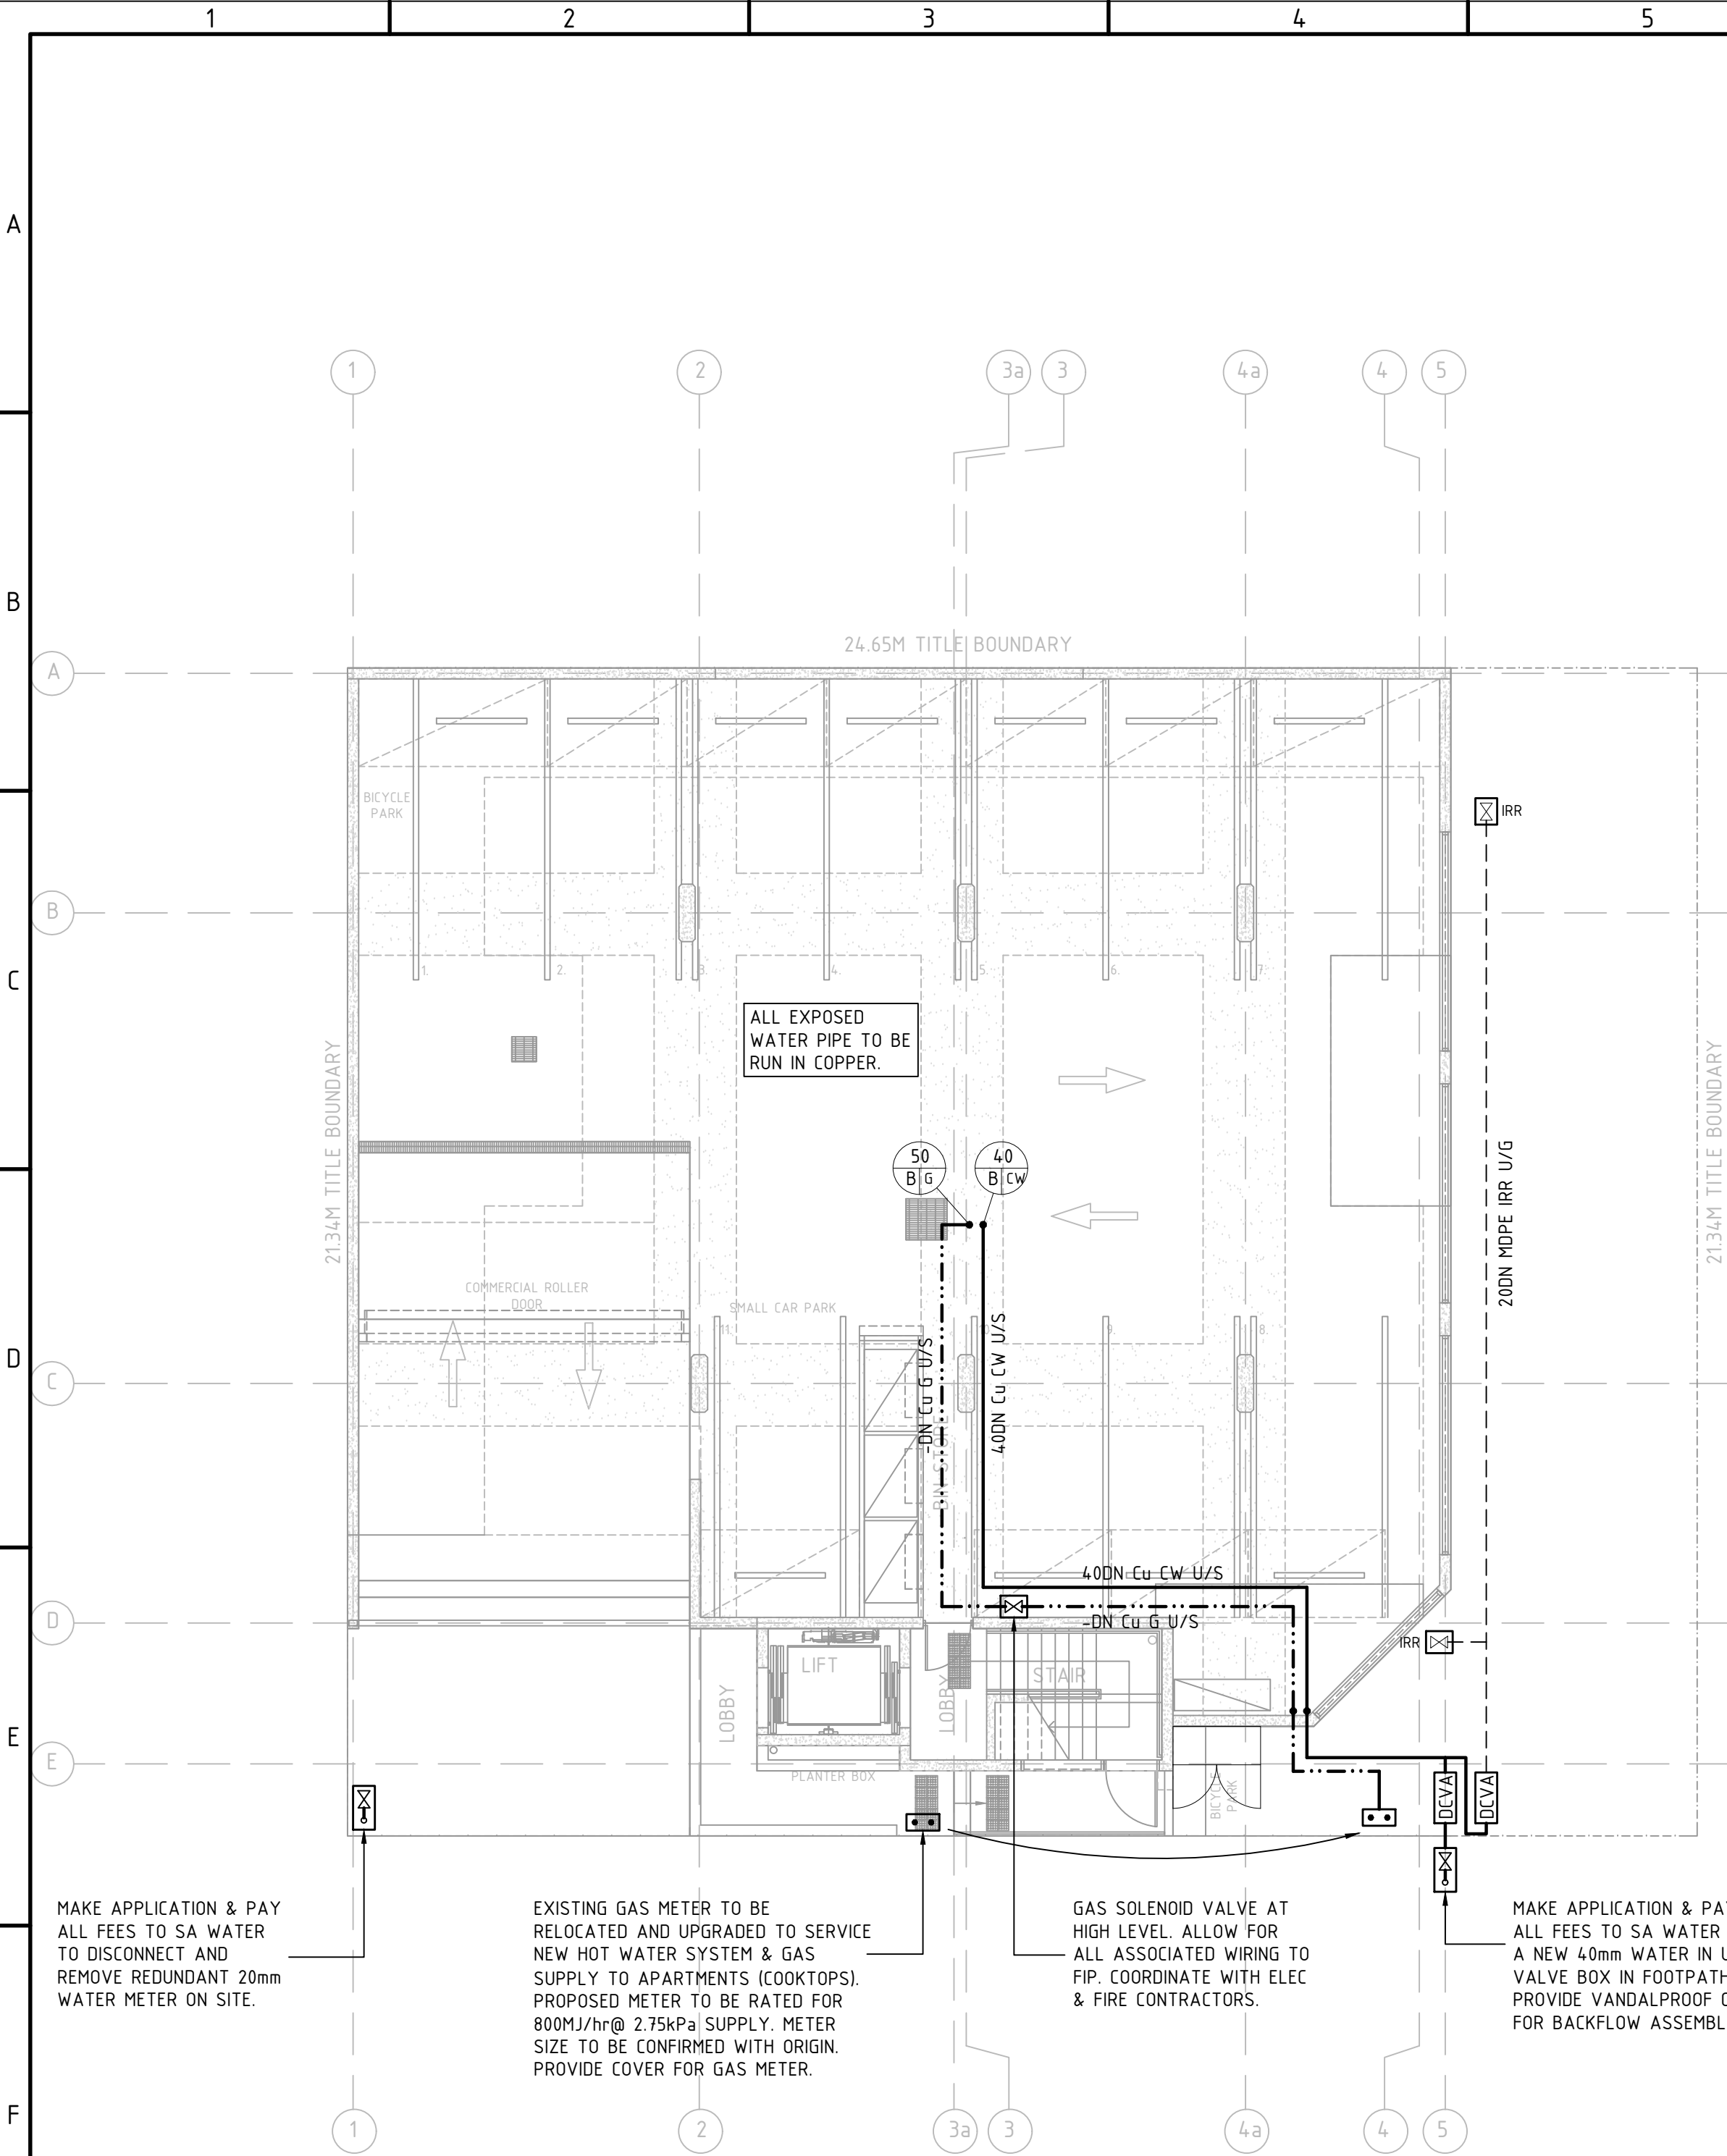 1 2 3 4 5
A
B
C
D
E
F
1 2 3a 3 4a 4 5
24.65M TITLE BOUNDARY
A
BICYCLE
PARK
IRR
B
1. 2. 3. 4. 5. 6. 7.
ALL EXPOSED
WATER PIPE TO BE
RUN IN COPPER.
21.34M TITLE BOUNDARY
21.34M TITLE BOUNDARY
50
B G
40
B CW
20DN MDPE IRR U/G
COMMERCIAL ROLLER
DOOR
SMALL CAR PARK
11. 9. 8.
-DN Cu G U/S
40DN Cu CW U/S
C
BIN STORE
40DN Cu CW U/S
-DN Cu G U/S
D
IRR
LIFT
STAIR
LOBBY
LOBBY
E
PLANTER BOX
BICYCLE
PARK
DCVA
DCVA
MAKE APPLICATION & PAY
ALL FEES TO SA WATER
TO DISCONNECT AND
REMOVE REDUNDANT 20mm
WATER METER ON SITE.
EXISTING GAS METER TO BE
RELOCATED AND UPGRADED TO SERVICE
NEW HOT WATER SYSTEM & GAS
SUPPLY TO APARTMENTS (COOKTOPS).
PROPOSED METER TO BE RATED FOR
800MJ/hr@ 2.75kPa SUPPLY. METER
SIZE TO BE CONFIRMED WITH ORIGIN.
PROVIDE COVER FOR GAS METER.
GAS SOLENOID VALVE AT
HIGH LEVEL. ALLOW FOR
ALL ASSOCIATED WIRING TO
FIP. COORDINATE WITH ELEC
& FIRE CONTRACTORS.
MAKE APPLICATION & PA
ALL FEES TO SA WATER
A NEW 40mm WATER IN
VALVE BOX IN FOOTPATH
PROVIDE VANDALPROOF
FOR BACKFLOW ASSEMBL
1 2 3a 3 4a 4 5